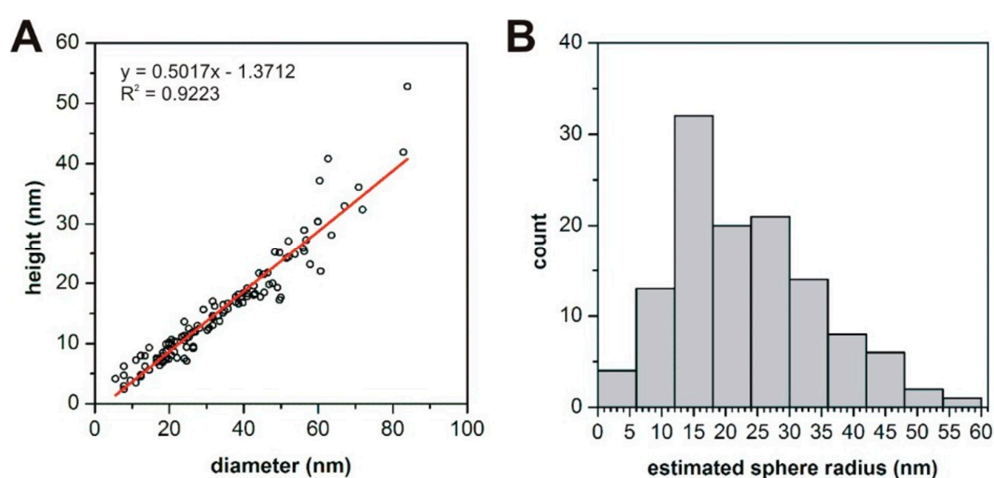 A
60
50
40
30
20
10
0
y = 0.5017x - 1.3712
R² = 0.9223
height (nm)
0 20 40 60 80 100
diameter (nm)
B
40
30
20
10
0
count
0 5 10 15 20 25 30 35 40 45 50 55 60
estimated sphere radius (nm)